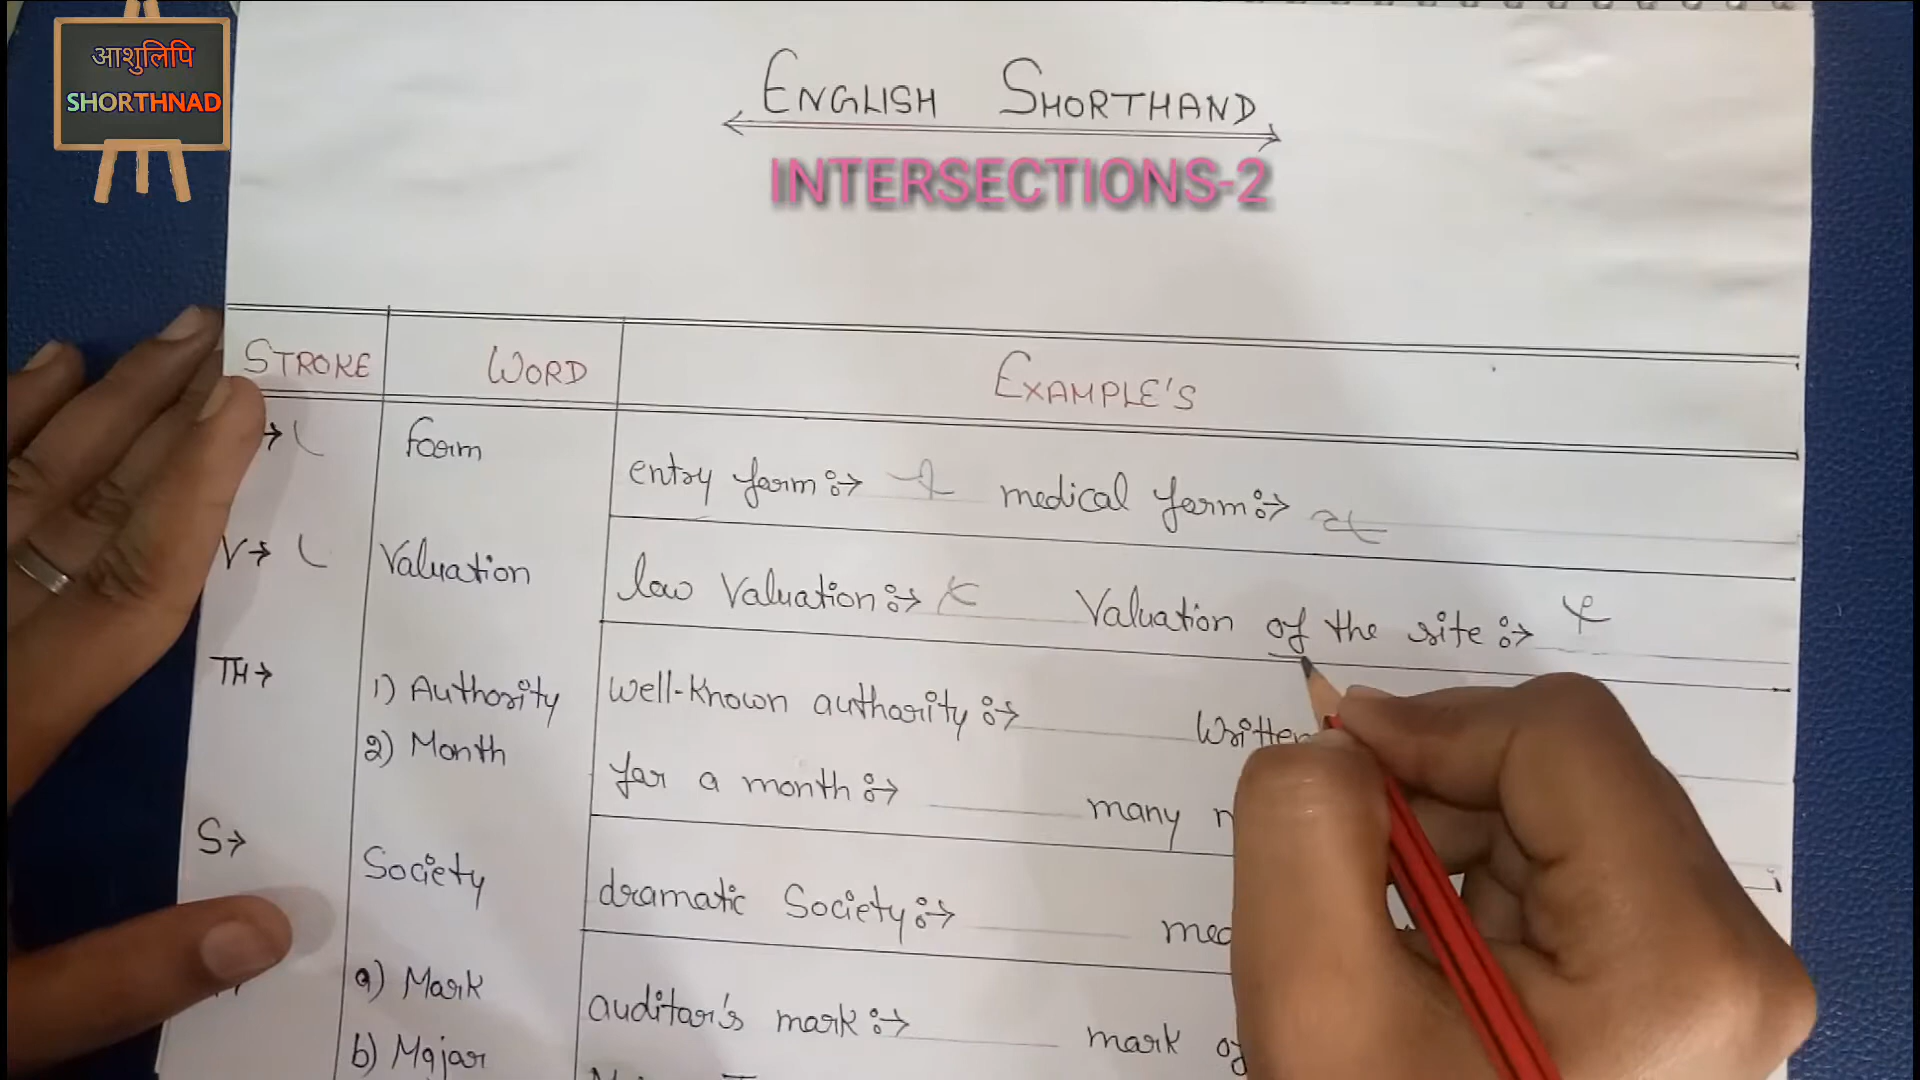 आशुलिपि
SHORTHNAD
ENGLISH SHORTHAND
INTERSECTIONS-2
STROKE WORD EXAMPLE'S
→ Form entry form:→ medical form:→
V→ Valuation low Valuation:→ Valuation of the site:→
TH→ 1) Authority well-known authority:→ Written
2) Month for a month:→ many
S→ Society dramatic Society:→
a) Mark auditor's mark:→ mark of
b) Major